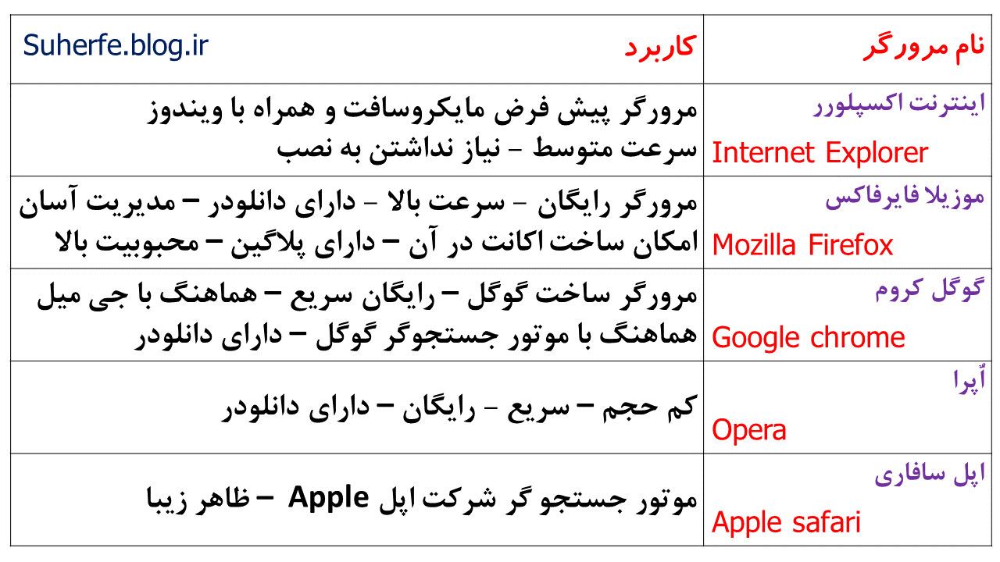 نام مرورگر
کاربرد
Suherfe.blog.ir
اینترنت اکسپلورر
Internet Explorer
مرورگر پیش فرض مایکروسافت و همراه با ویندوز
سرعت متوسط – نیاز نداشتن به نصب
موزیلا فایرفاکس
Mozilla Firefox
مرورگر رایگان – سرعت بالا – دارای دانلودر – مدیریت آسان
امکان ساخت اکانت در آن – دارای پلاگین – محبوبیت بالا
گوگل کروم
Google chrome
مرورگر ساخت گوگل – رایگان سریع – هماهنگ با جی میل
هماهنگ با موتور جستجوگر گوگل – دارای دانلودر
اٌپرا
Opera
کم حجم – سریع – رایگان – دارای دانلودر
اپل سافاری
Apple safari
موتور جستجو گر شرکت اپل Apple – ظاهر زیبا